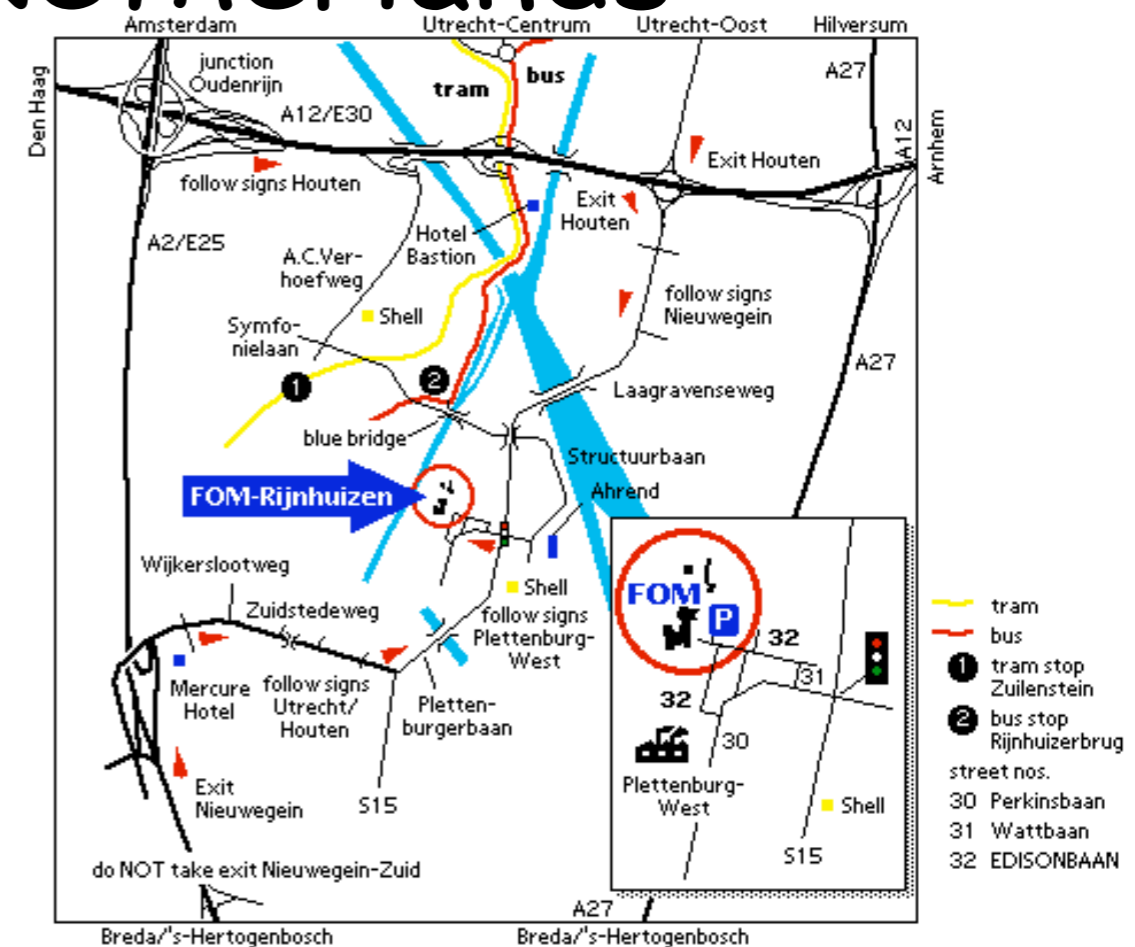 Netherlands
Amsterdam
Utrecht-Centrum
Utrecht-Oost
Hilversum
junction
Oudenrijn
tram
bus
A27
Den Haag
A12/E30
A12
Arnhem
Exit Houten
follow signs Houten
Exit
Houten
A2/E25
Hotel
Bastion
A.C.Ver-
hoefweg
follow signs
Nieuwegein
Shell
Symfo-
nielaan
A27
1
2
Laagravenseweg
blue bridge
Structuurbaan
FOM-Rijnhuizen
Ahrend
Wijkerslootweg
Shell
Zuidstedeweg
follow signs
Plettenburg-
West
Mercure
Hotel
follow signs
Utrecht/
Houten
Pletten-
burgerbaan
Exit
Nieuwegein
S15
do NOT take exit Nieuwegein-Zuid
A27
Breda/'s-Hertogenbosch
Breda/'s-Hertogenbosch
FOM
P
32
31
32
30
Plettenburg-
West
Shell
S15
tram
bus
1 tram stop
Zuilenstein
2 bus stop
Rijnhuizerbrug
street nos.
30 Perkinsbaan
31 Wattbaan
32 EDISONBAAN